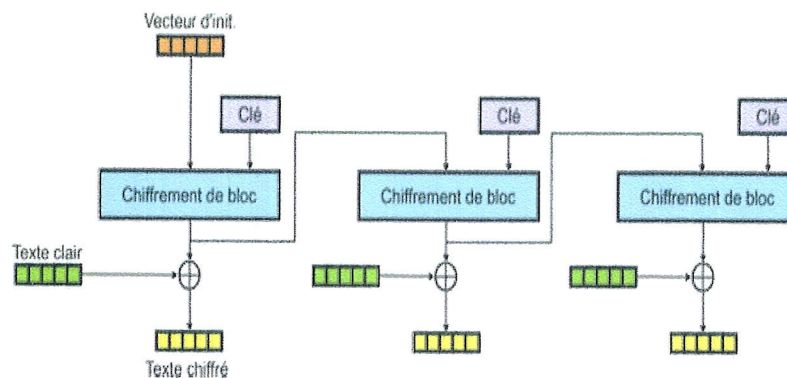 Vecteur d'init.
Clé
Clé
Clé
Chiffrement de bloc
Chiffrement de bloc
Chiffrement de bloc
Texte clair
Texte chiffré